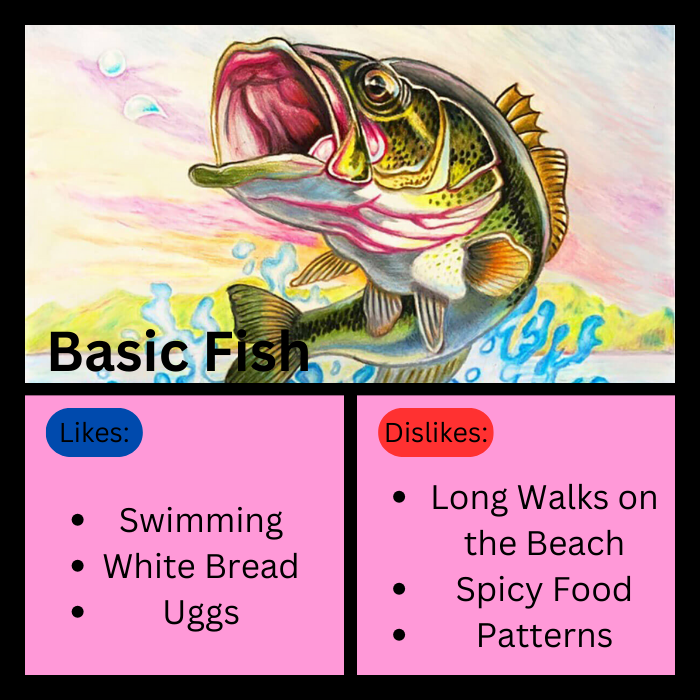 Basic Fish
Likes:
• Swimming
• White Bread
• Uggs
Dislikes:
• Long Walks on
the Beach
• Spicy Food
• Patterns